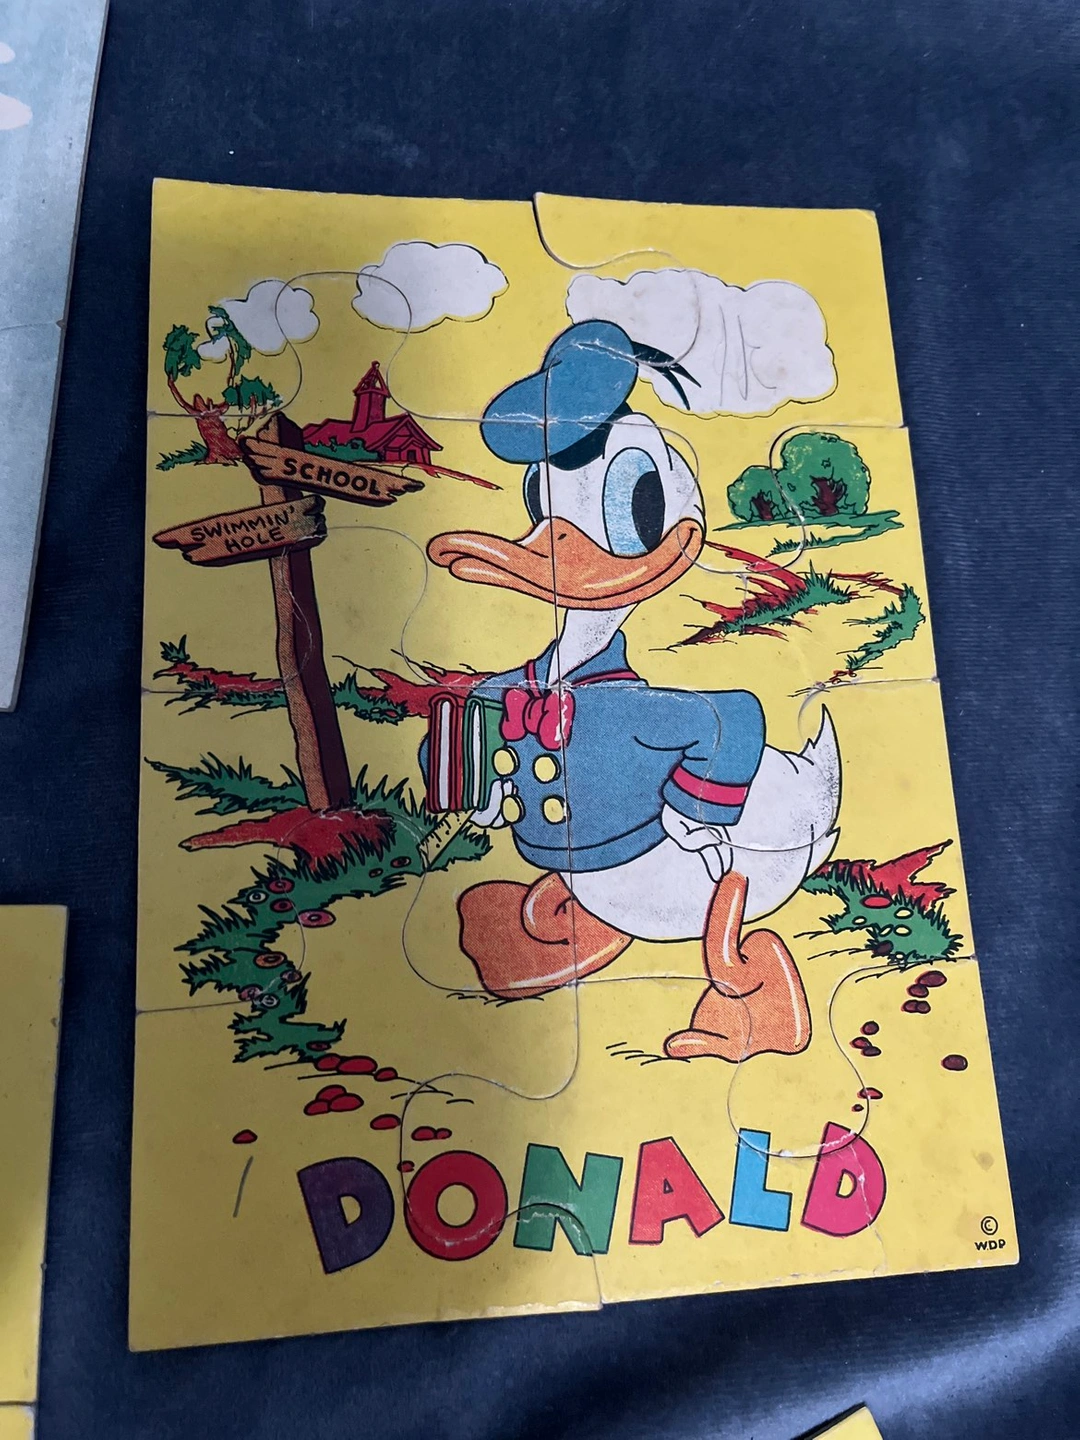 SCHOOL
SWIMMIN'
HOLE
DONALD
©
W.D.P